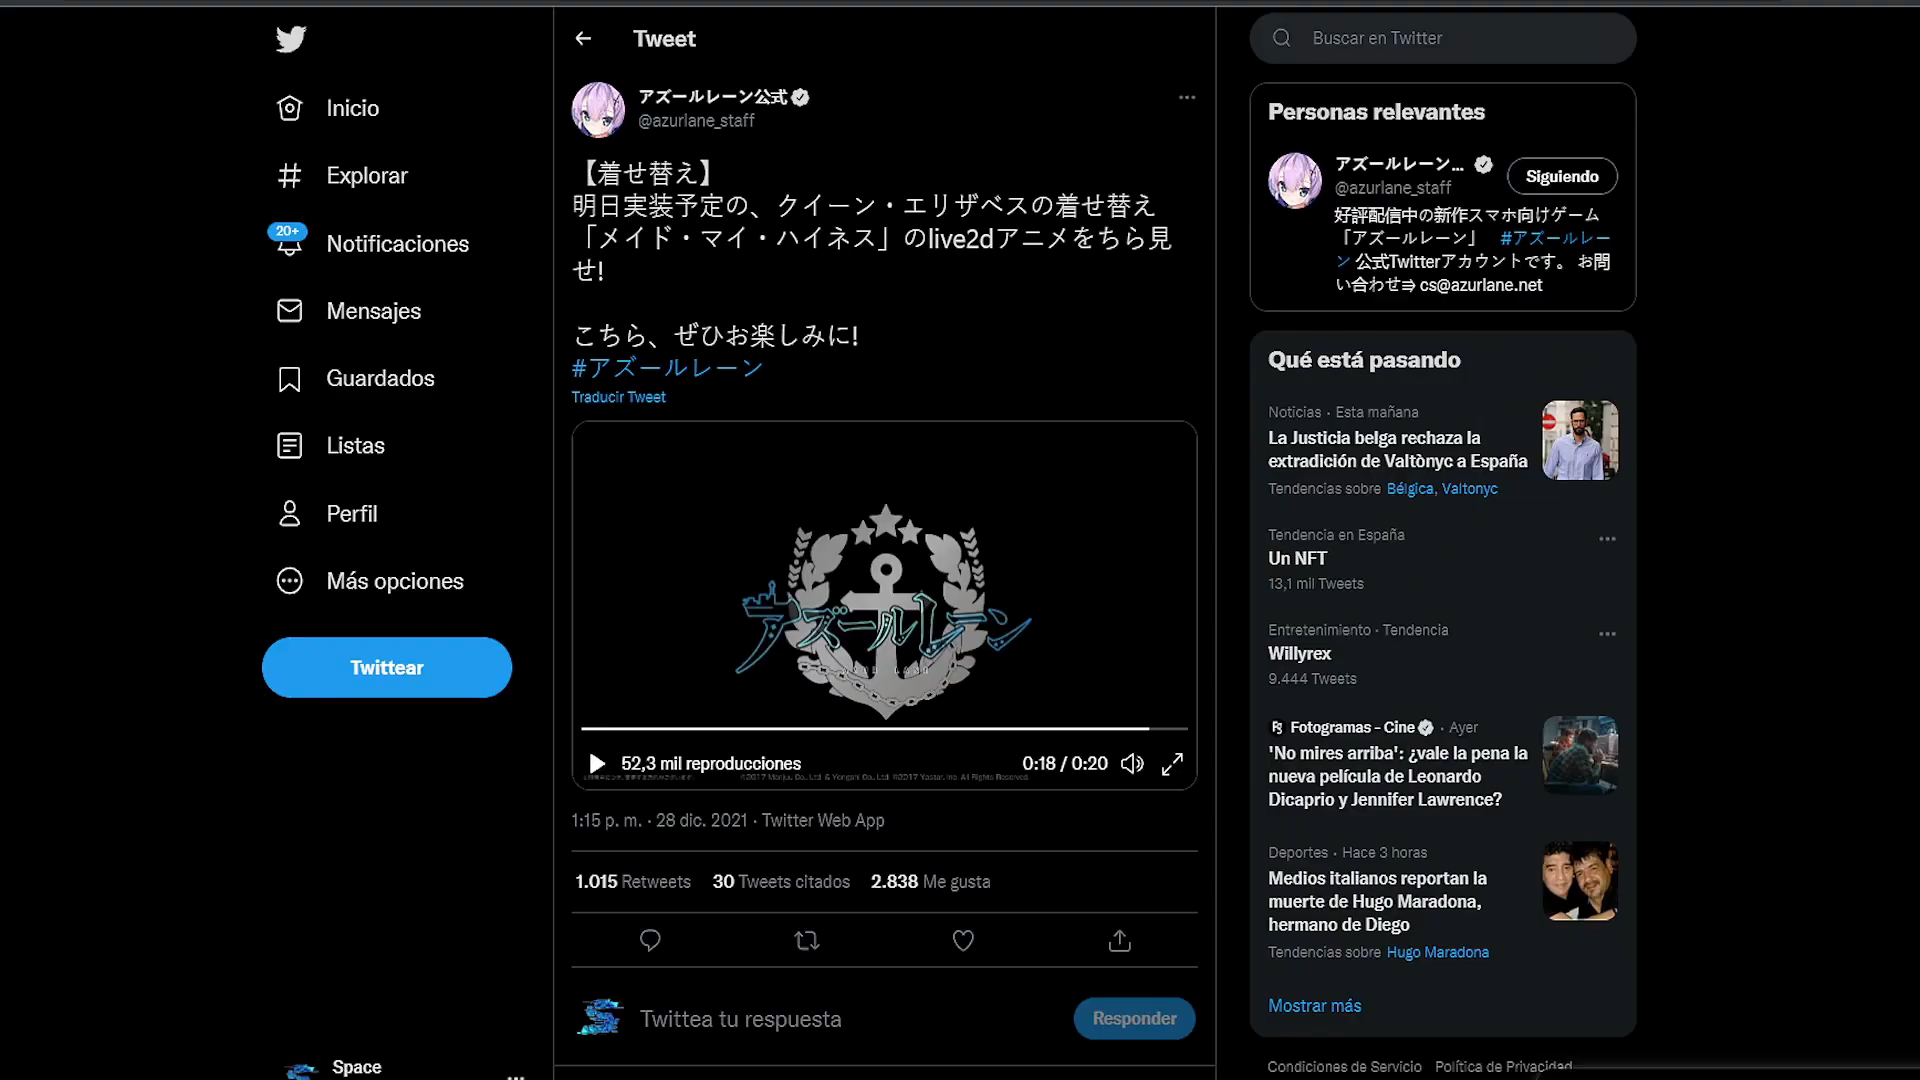 Inicio
Explorar
20+
Notificaciones
Mensajes
Guardados
Listas
Perfil
Más opciones
Twittear
Space
Tweet
アズールレーン公式
@azurlane_staff
【着せ替え】
明日実装予定の、クイーン・エリザベスの着せ替え
「メイド・マイ・ハイネス」のlive2dアニメをちら見
せ!
こちら、ぜひお楽しみに!
#アズールレーン
Traducir Tweet
アズールレーン
52,3 mil reproducciones
0:18 / 0:20
©2017 Manjuu Co., Ltd. & Yongshi Co., Ltd. ©2017 Yostar, Inc. All Rights Reserved.
1:15 p. m. · 28 dic. 2021 · Twitter Web App
1.015 Retweets 30 Tweets citados 2.838 Me gusta
Twittea tu respuesta
Responder
Buscar en Twitter
Personas relevantes
アズールレーン...
Siguiendo
@azurlane_staff
好評配信中の新作スマホ向けゲーム
「アズールレーン」 #アズールレー
ン 公式Twitterアカウントです。 お問
い合わせ⇒ cs@azurlane.net
Qué está pasando
Noticias · Esta mañana
La Justicia belga rechaza la
extradición de Valtònyc a España
Tendencias sobre Bélgica, Valtonyc
Tendencia en España
Un NFT
13,1 mil Tweets
Entretenimiento · Tendencia
Willyrex
9.444 Tweets
Fotogramas - Cine · Ayer
'No mires arriba': ¿vale la pena la
nueva película de Leonardo
Dicaprio y Jennifer Lawrence?
Deportes · Hace 3 horas
Medios italianos reportan la
muerte de Hugo Maradona,
hermano de Diego
Tendencias sobre Hugo Maradona
Mostrar más
Condiciones de Servicio Política de Privacidad